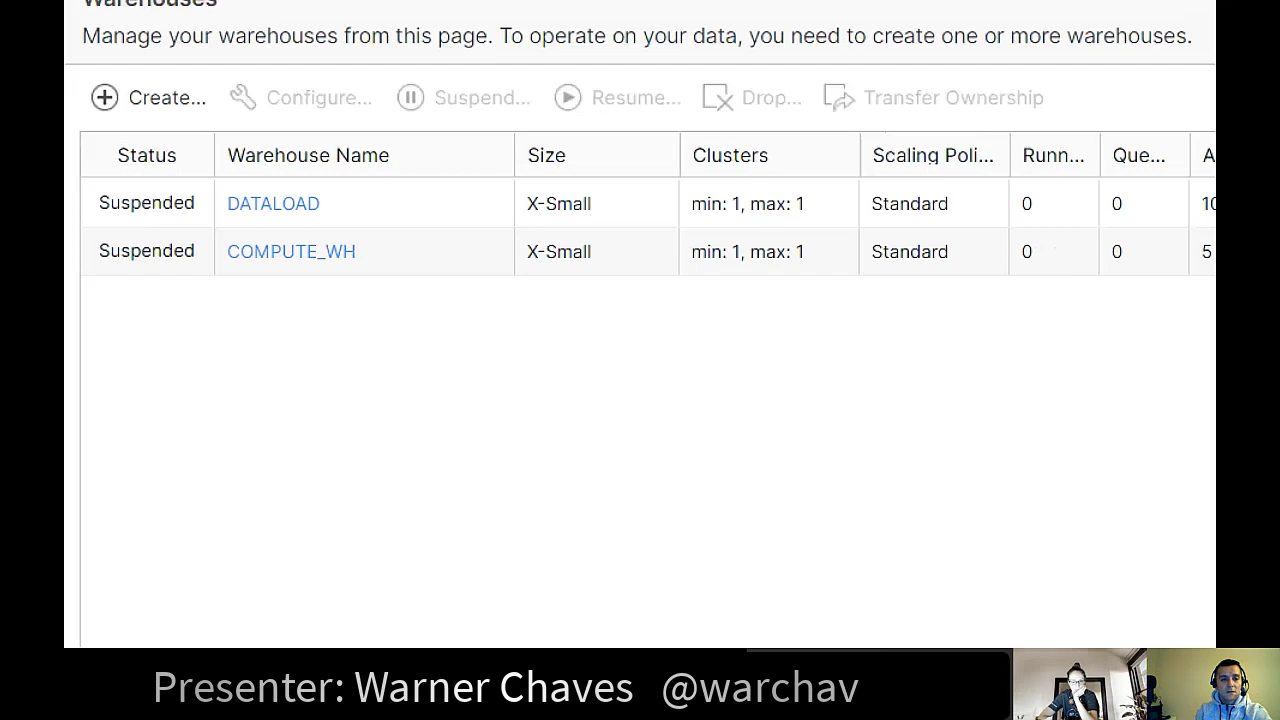 Warehouses
Manage your warehouses from this page. To operate on your data, you need to create one or more warehouses.
Create... Configure... Suspend... Resume... Drop... Transfer Ownership
Status Warehouse Name Size Clusters Scaling Poli... Runn... Que... A
Suspended DATALOAD X-Small min: 1, max: 1 Standard 0 0 10
Suspended COMPUTE_WH X-Small min: 1, max: 1 Standard 0 0 5
Presenter: Warner Chaves @warchav